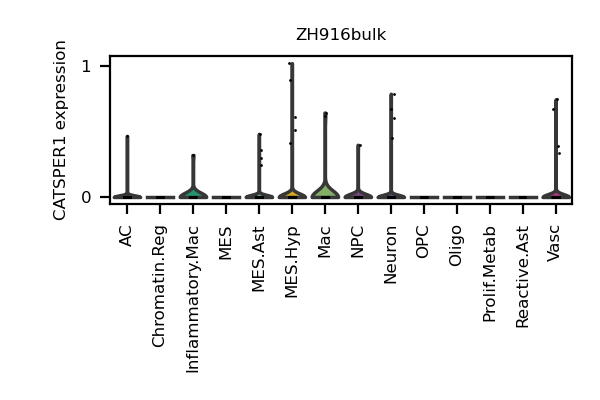 ZH916bulk
CATSPER1 expression
1
0
AC
Chromatin.Reg
Inflammatory.Mac
MES
MES.Ast
MES.Hyp
Mac
NPC
Neuron
OPC
Oligo
Prolif.Metab
Reactive.Ast
Vasc